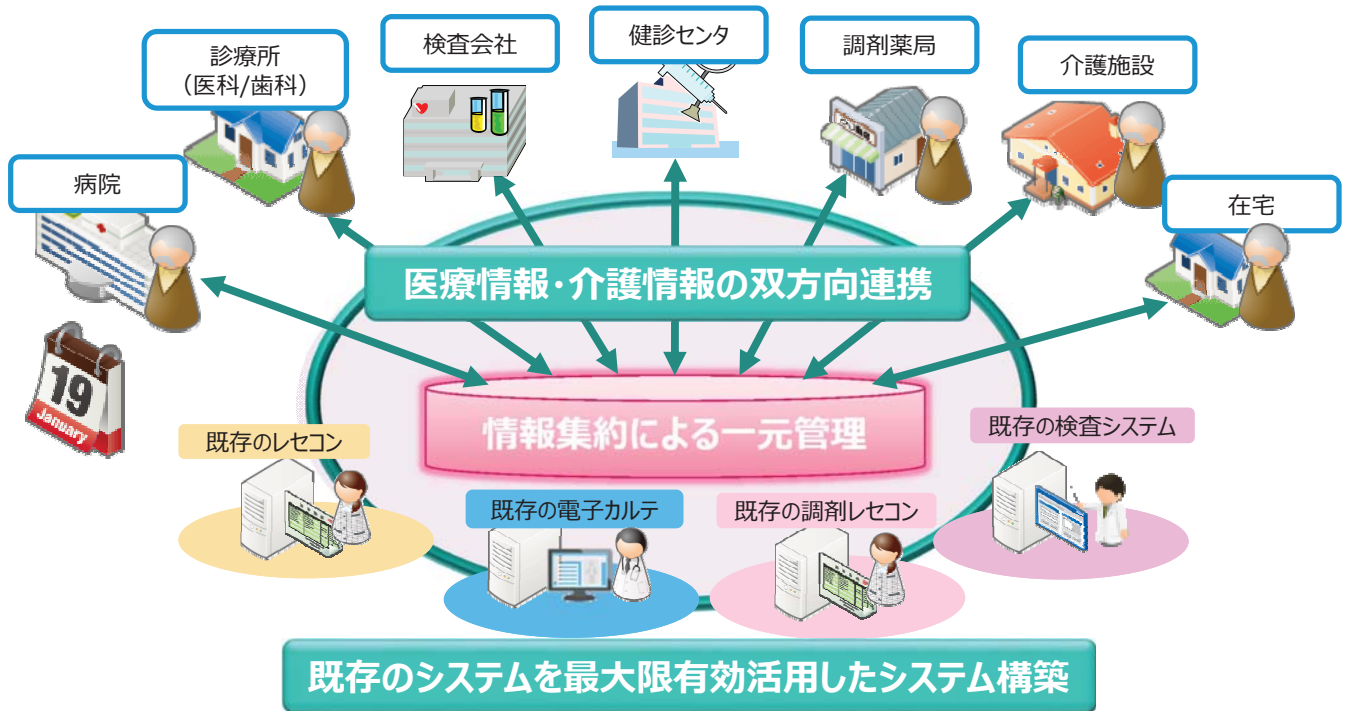 診療所
（医科/歯科）
検査会社
健診センタ
調剤薬局
介護施設
病院
在宅
医療情報・介護情報の双方向連携
19
January
情報集約による一元管理
既存のレセコン
既存の検査システム
既存の電子カルテ
既存の調剤レセコン
既存のシステムを最大限有効活用したシステム構築